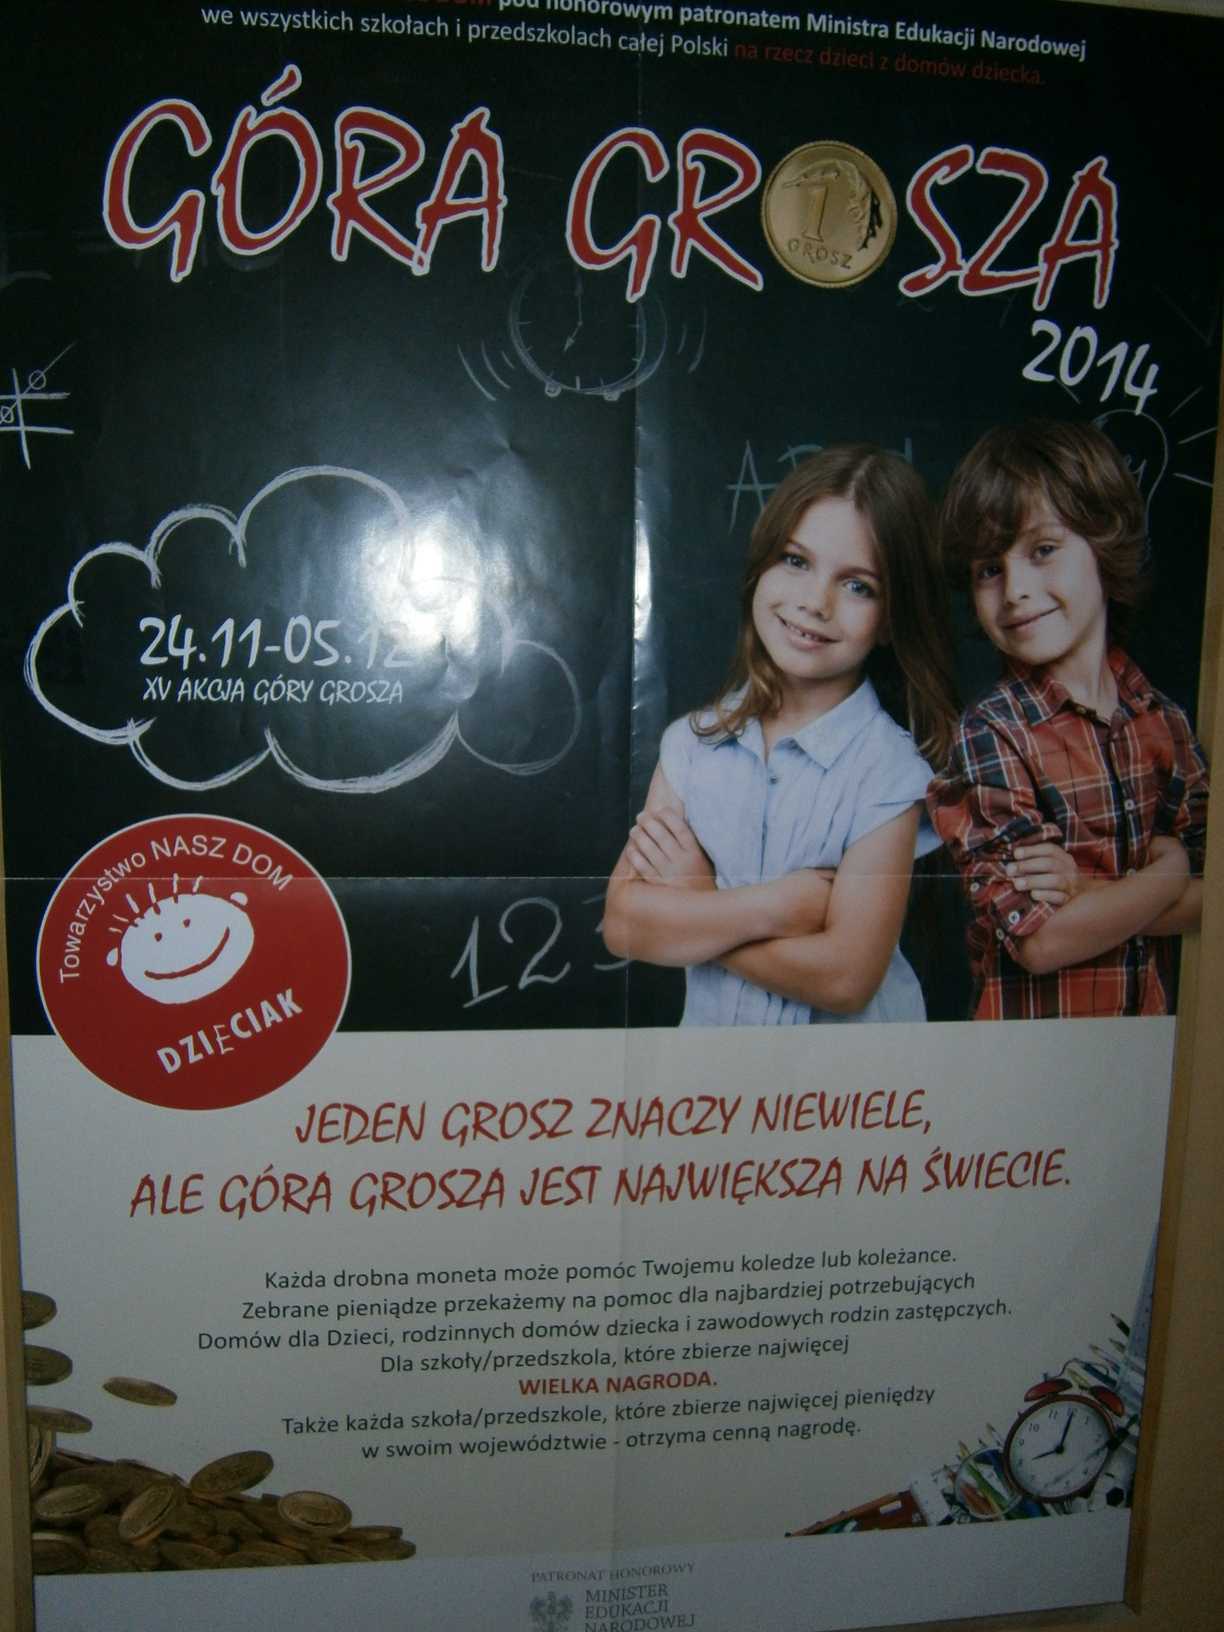 pod honorowym patronatem Ministra Edukacji Narodowej
we wszystkich szkołach i przedszkolach całej Polski na rzecz dzieci z domów dziecka.
GÓRA GROSZA
1
GROSZ
2014
24.11-05.12
XV AKCJA GÓRY GROSZA
Towarzystwo NASZ DOM
DZIĘCIAK
123
JEDEN GROSZ ZNACZY NIEWIELE,
ALE GÓRA GROSZA JEST NAJWIĘKSZA NA ŚWIECIE.
Każda drobna moneta może pomóc Twojemu koledze lub koleżance.
Zebrane pieniądze przekażemy na pomoc dla najbardziej potrzebujących
Domów dla Dzieci, rodzinnych domów dziecka i zawodowych rodzin zastępczych.
Dla szkoły/przedszkola, które zbierze najwięcej
WIELKA NAGRODA.
Także każda szkoła/przedszkole, które zbierze najwięcej pieniędzy
w swoim województwie - otrzyma cenną nagrodę.
PATRONAT HONOROWY
MINISTER
EDUKACJI
NARODOWEJ